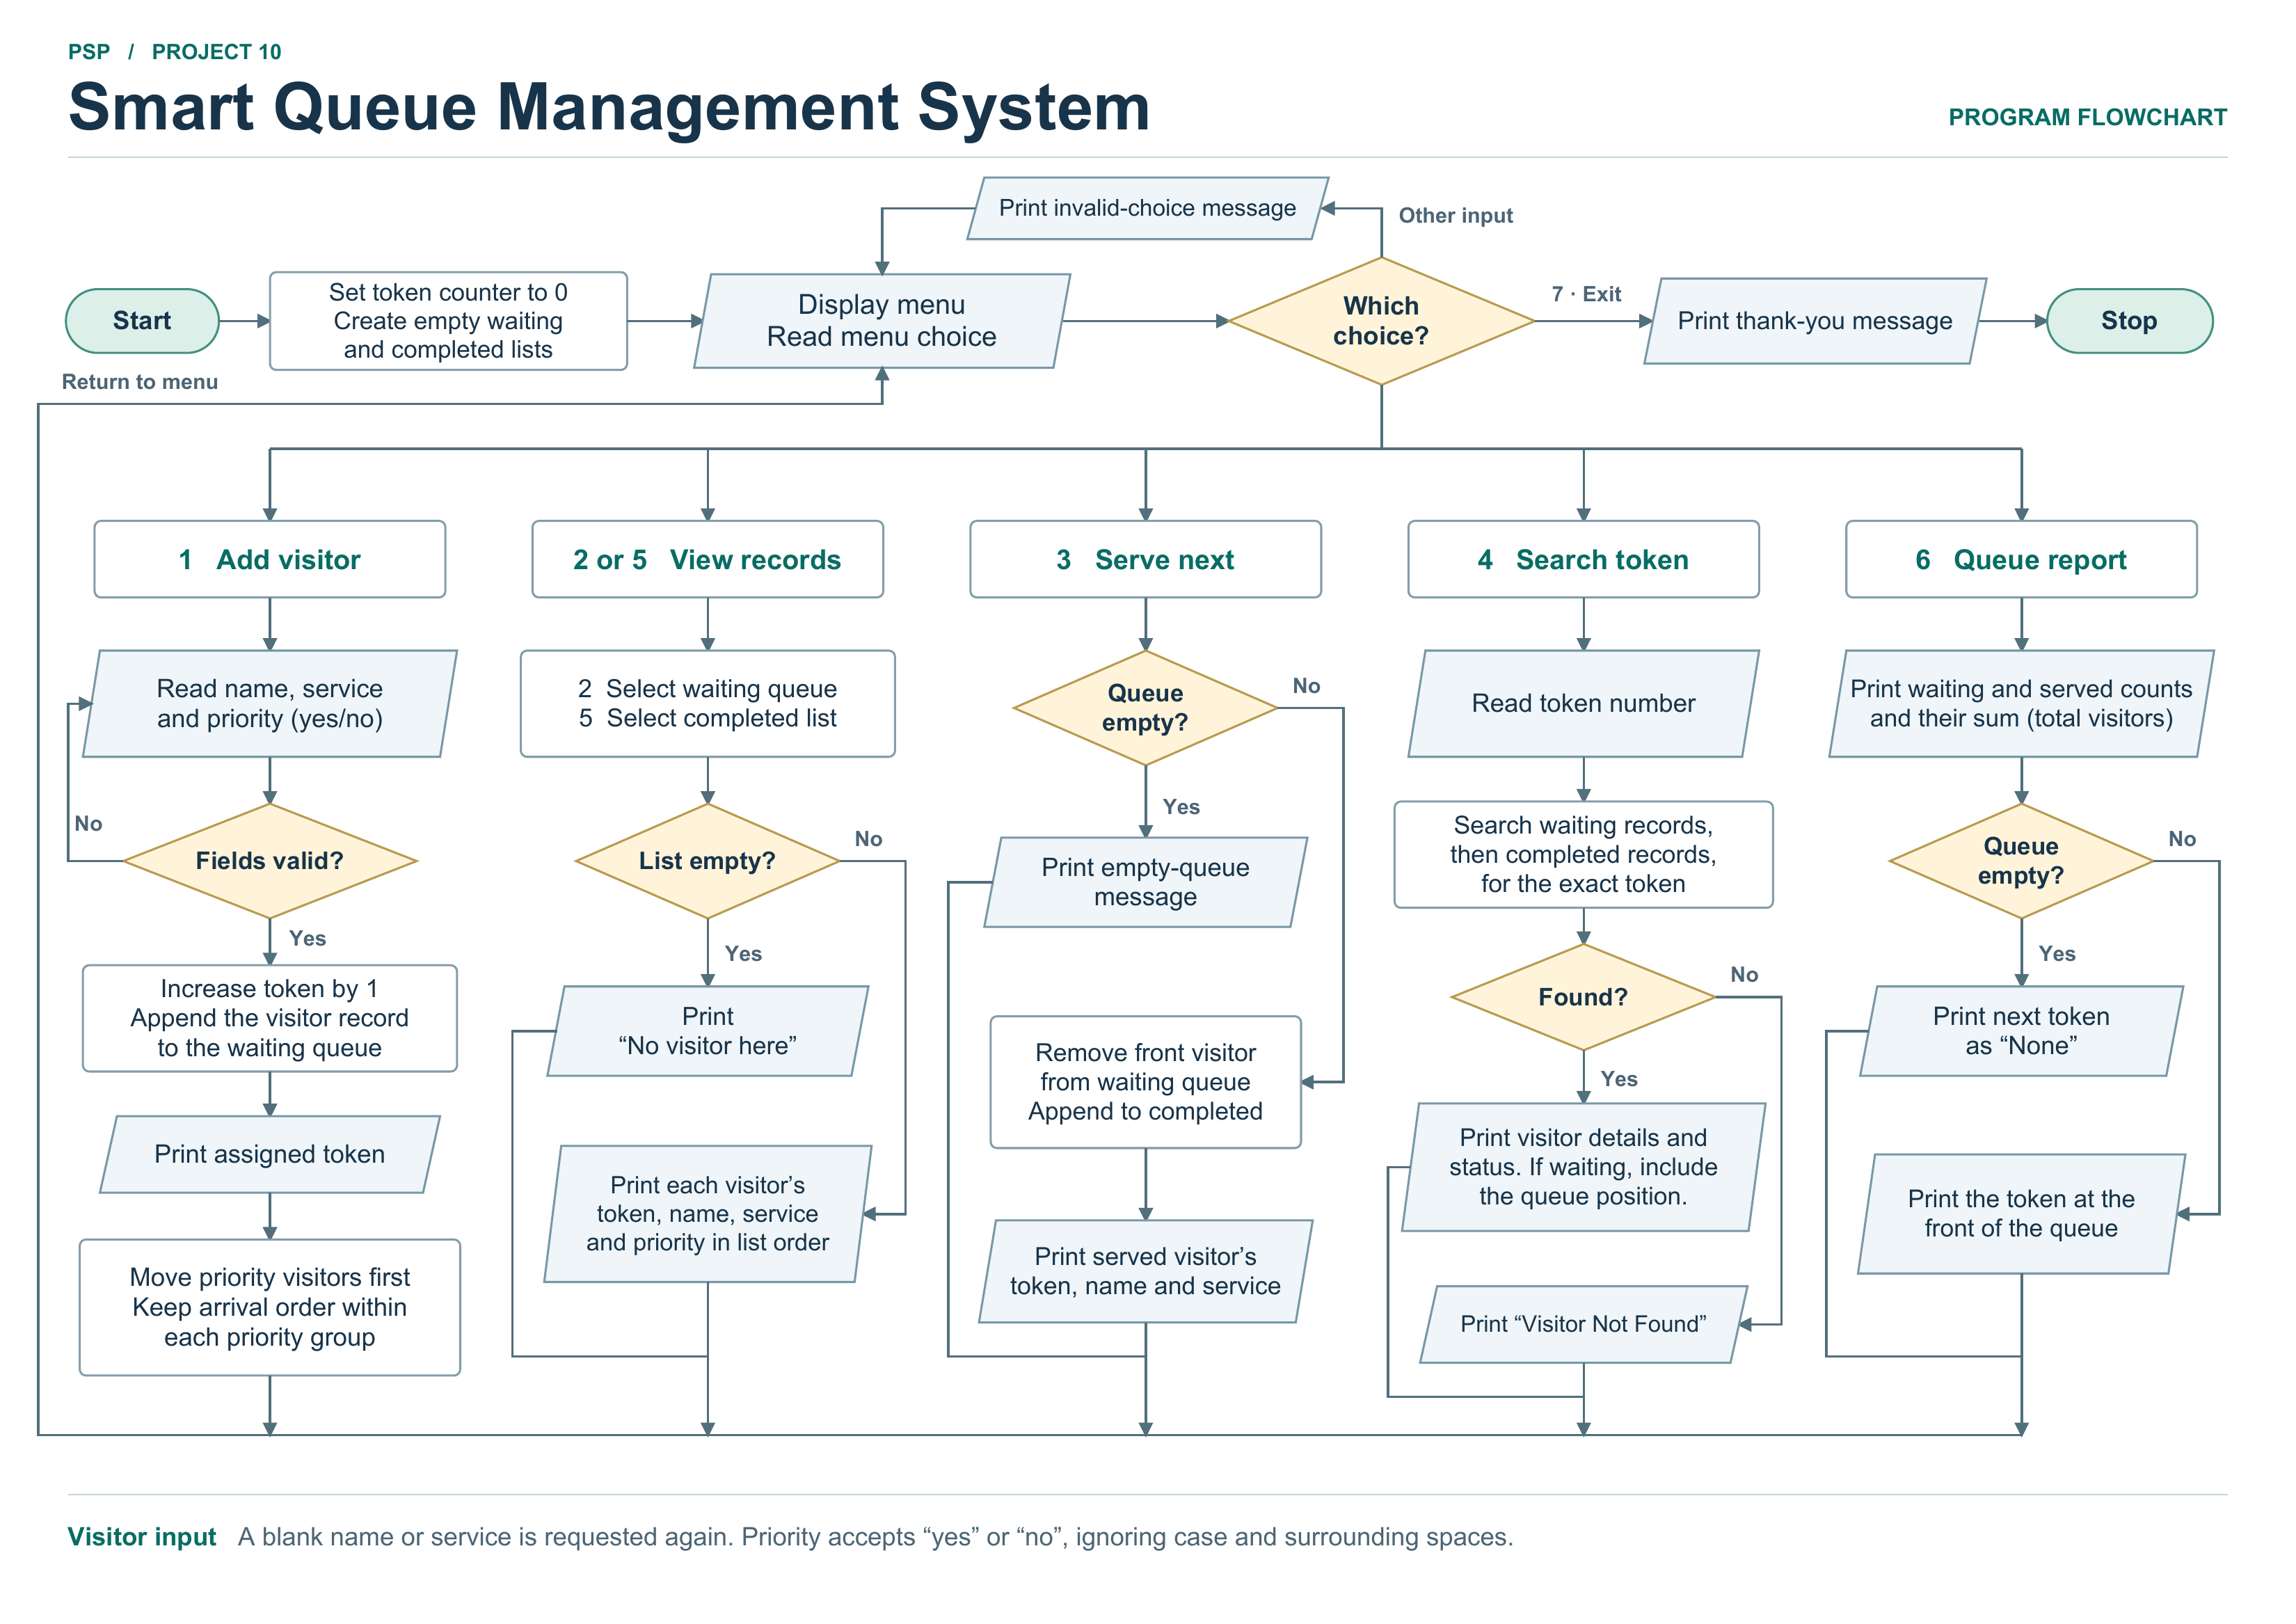 PSP / PROJECT 10
Smart Queue Management System
PROGRAM FLOWCHART
Print invalid-choice message
Other input
Start
Set token counter to 0
Create empty waiting
and completed lists
Display menu
Read menu choice
Which
choice?
7 · Exit
Print thank-you message
Stop
Return to menu
1 Add visitor
Read name, service
and priority (yes/no)
No
Fields valid?
Yes
Increase token by 1
Append the visitor record
to the waiting queue
Print assigned token
Move priority visitors first
Keep arrival order within
each priority group
2 or 5 View records
2 Select waiting queue
5 Select completed list
List empty?
No
Yes
Print
“No visitor here”
Print each visitor’s
token, name, service
and priority in list order
3 Serve next
Queue
empty?
No
Yes
Print empty-queue
message
Remove front visitor
from waiting queue
Append to completed
Print served visitor’s
token, name and service
4 Search token
Read token number
Search waiting records,
then completed records,
for the exact token
Found?
No
Yes
Print visitor details and
status. If waiting, include
the queue position.
Print “Visitor Not Found”
6 Queue report
Print waiting and served counts
and their sum (total visitors)
Queue
empty?
No
Yes
Print next token
as “None”
Print the token at the
front of the queue
Visitor input A blank name or service is requested again. Priority accepts “yes” or “no”, ignoring case and surrounding spaces.